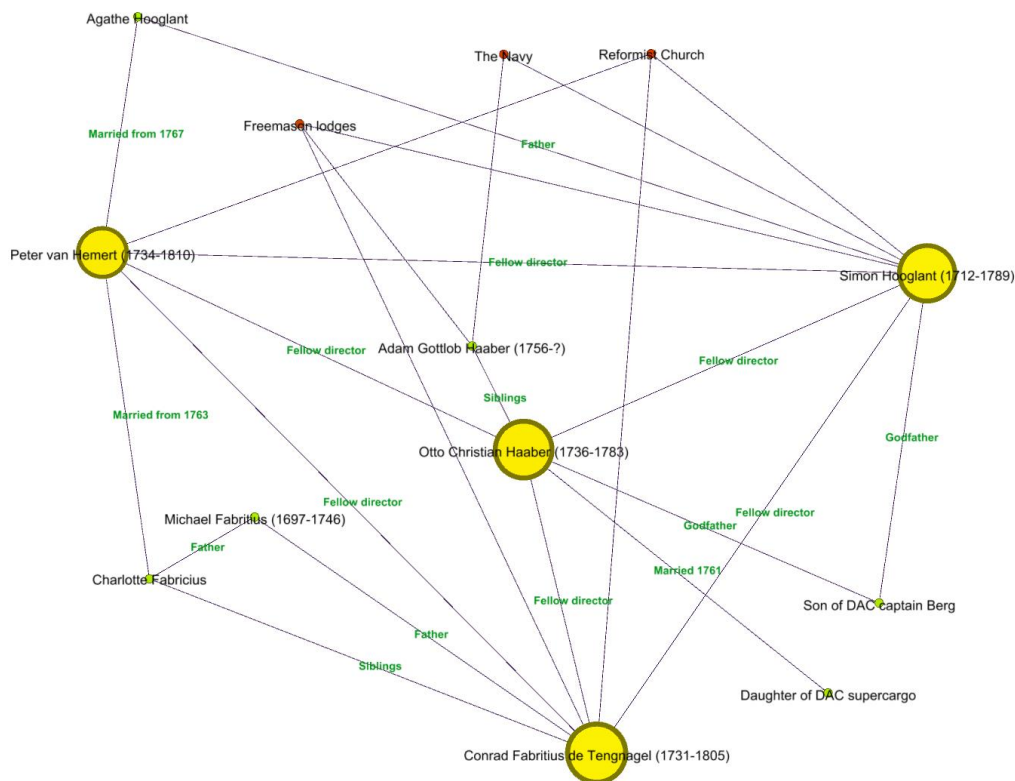 Agathe Hooglant
The Navy
Reformist Church
Freemason lodges
Married from 1767
Father
Peter van Hemert (1734-1810)
Fellow director
Simon Hooglant (1712-1789)
Fellow director
Adam Gottlob Haaber (1756-?)
Fellow director
Siblings
Married from 1763
Godfather
Otto Christian Haaber (1736-1783)
Fellow director
Michael Fabritius (1697-1746)
Godfather
Fellow director
Father
Married 1761
Charlotte Fabricius
Fellow director
Son of DAC captain Berg
Father
Siblings
Daughter of DAC supercargo
Conrad Fabritius de Tengnagel (1731-1805)